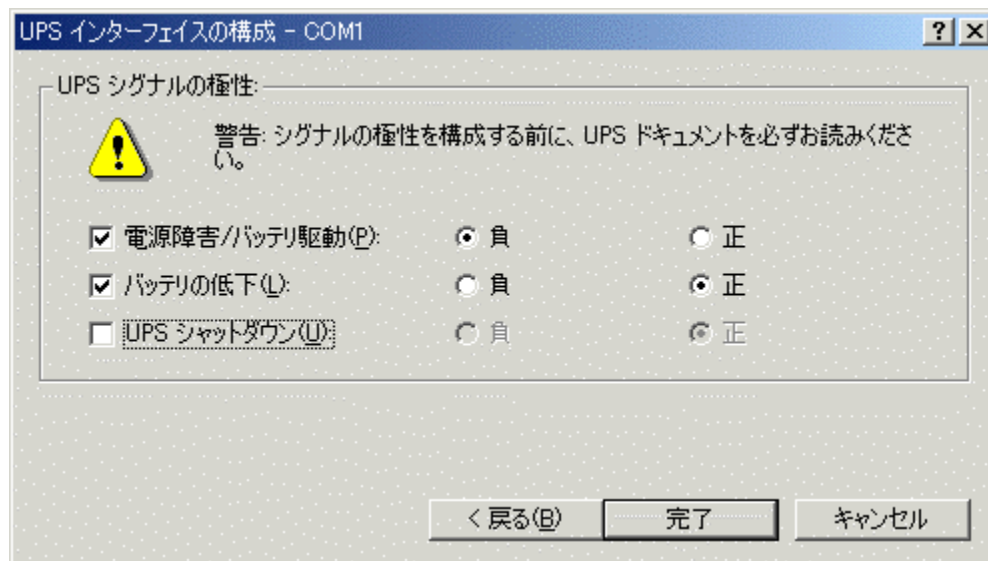 UPS インターフェイスの構成 - COM1
UPS シグナルの極性:
警告: シグナルの極性を構成する前に、UPS ドキュメントを必ずお読みくださ
い。
電源障害/バッテリ駆動(P): 負 正
バッテリの低下(L): 負 正
UPS シャットダウン(U): 負 正
< 戻る(B) 完了 キャンセル